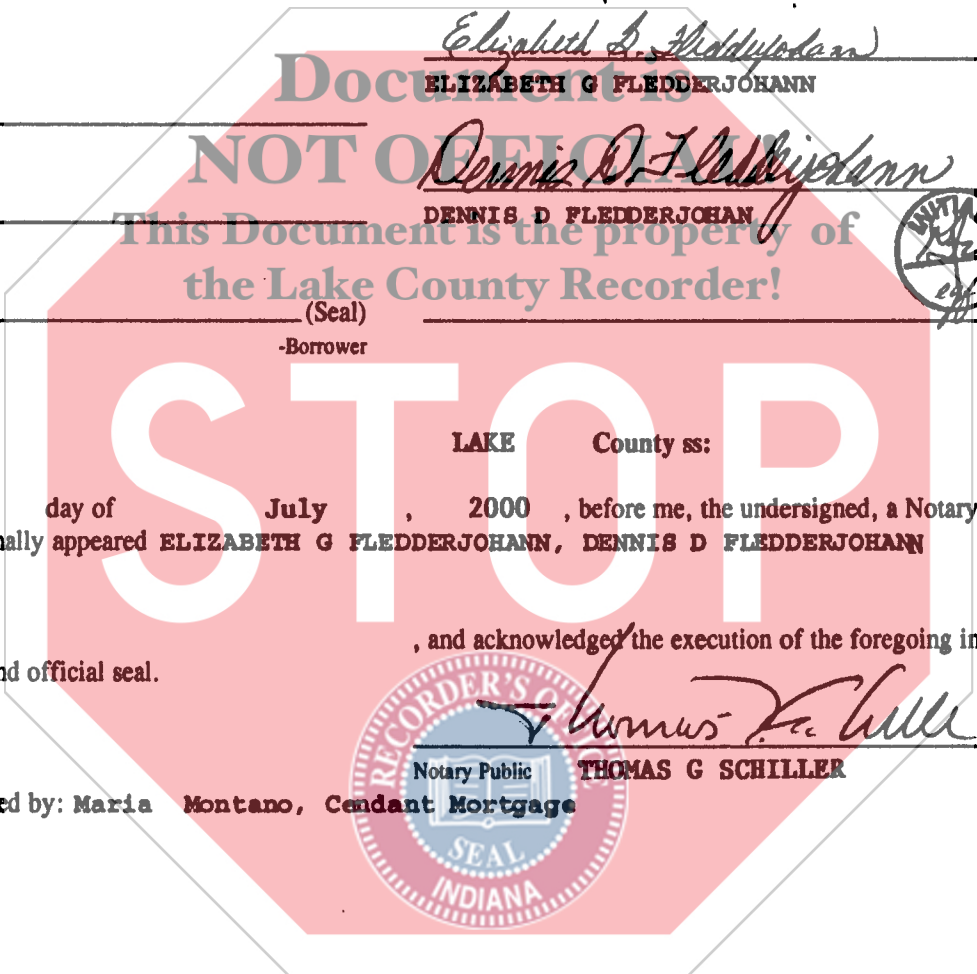 Elizabeth G. Fledderjohann
Document is
ELIZABETH G FLEDDERJOHANN
NOT OFFICIAL!
Dennis D. Fledderjohann
DENNIS D FLEDDERJOHAN
This Document is the property of
the Lake County Recorder!
INITIA
egf
(Seal)
-Borrower
STOP
LAKE County ss:
day of July , 2000 , before me, the undersigned, a Notary
nally appeared ELIZABETH G FLEDDERJOHANN, DENNIS D FLEDDERJOHANN
, and acknowledged the execution of the foregoing in
nd official seal.
RECORDER'S OFFICE
Thomas G. Schiller
Notary Public THOMAS G SCHILLER
ed by: Maria Montano, Cendant Mortgage
SEAL
INDIANA